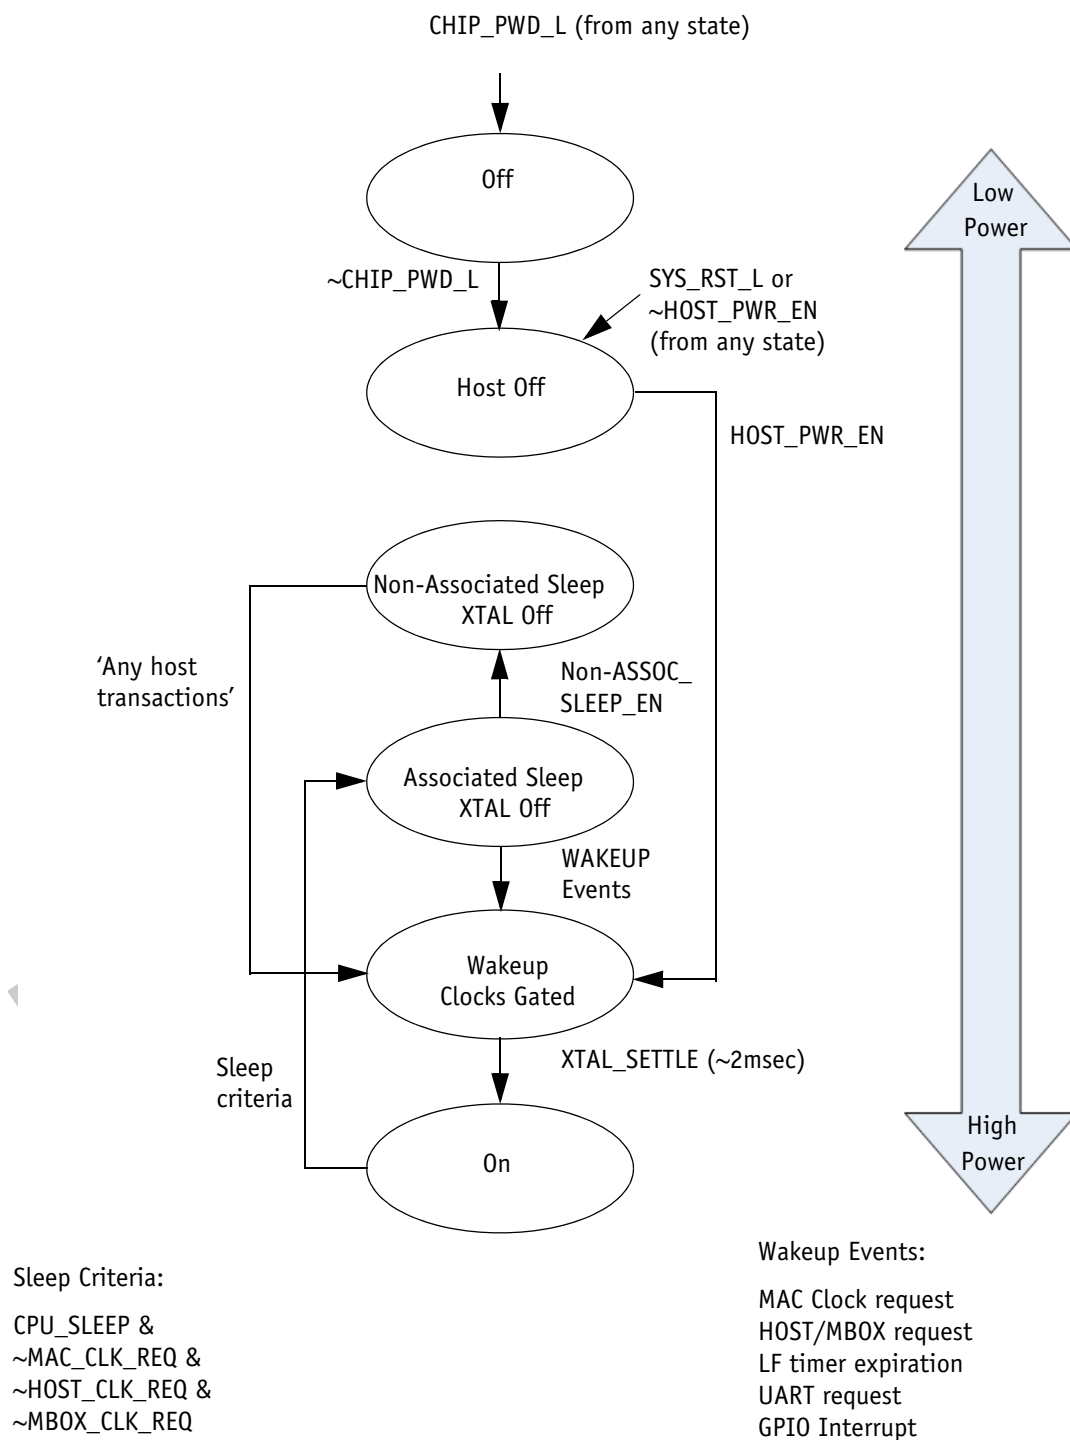 CHIP_PWD_L (from any state)
Off
Low
Power
~CHIP_PWD_L
SYS_RST_L or
~HOST_PWR_EN
(from any state)
Host Off
HOST_PWR_EN
Non-Associated Sleep
XTAL Off
'Any host
transactions'
Non-ASSOC_
SLEEP_EN
Associated Sleep
XTAL Off
WAKEUP
Events
Wakeup
Clocks Gated
XTAL_SETTLE (~2msec)
Sleep
criteria
On
High
Power
Sleep Criteria:
CPU_SLEEP &
~MAC_CLK_REQ &
~HOST_CLK_REQ &
~MBOX_CLK_REQ
Wakeup Events:
MAC Clock request
HOST/MBOX request
LF timer expiration
UART request
GPIO Interrupt